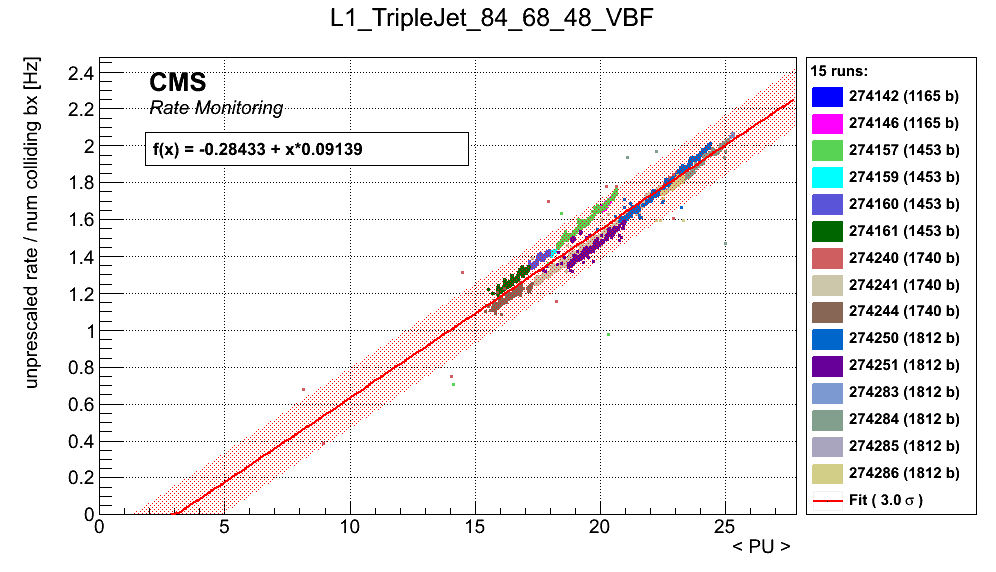 L1_TripleJet_84_68_48_VBF
unprescaled rate / num colliding bx [Hz]
2.4
2.2
2
1.8
1.6
1.4
1.2
1
0.8
0.6
0.4
0.2
0
CMS
Rate Monitoring
f(x) = -0.28433 + x*0.09139
0 5 10 15 20 25
< PU >
15 runs:
274142 (1165 b)
274146 (1165 b)
274157 (1453 b)
274159 (1453 b)
274160 (1453 b)
274161 (1453 b)
274240 (1740 b)
274241 (1740 b)
274244 (1740 b)
274250 (1812 b)
274251 (1812 b)
274283 (1812 b)
274284 (1812 b)
274285 (1812 b)
274286 (1812 b)
Fit ( 3.0 σ )